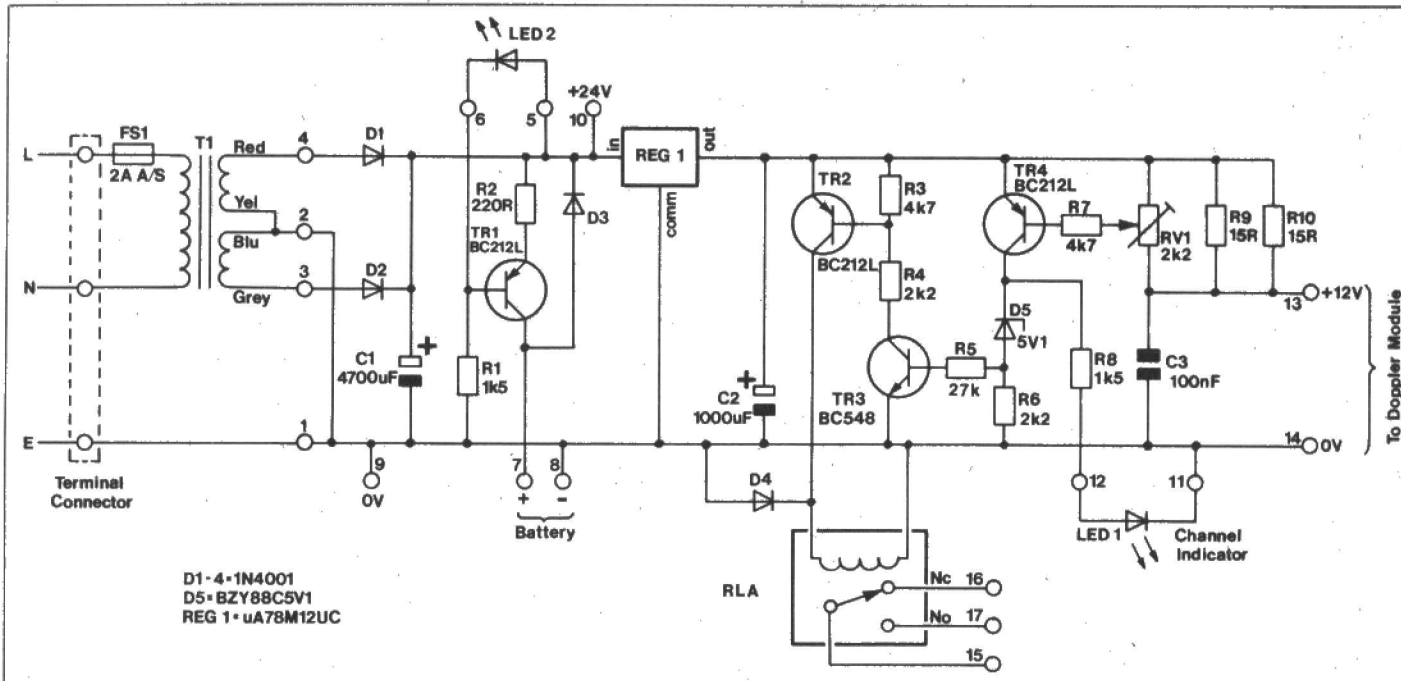 LED 2
+24V
6
5
10
FS1
T1
4
D1
in
out
L
Red
REG 1
2A A/S
R2
220R
D3
comm
TR2
R3
4k7
TR4
BC212L
R7
R9
15R
R10
15R
Yel
2
TR1
BC212L
4k7
RV1
2k2
Blu
3
D2
BC212L
R4
2k2
N
Grey
13
+12V
D5
5V1
C1
4700uF
+
R1
1k5
+
C2
1000uF
R5
27k
R8
1k5
C3
100nF
TR3
BC548
R6
2k2
To Doppler Module
E
1
14
0V
9
7
8
Terminal
Connector
0V
+
-
D4
12
11
Battery
LED 1
Channel
Indicator
D1-4=1N4001
D5=BZY88C5V1
REG 1=uA78M12UC
RLA
Nc
16
No
17
15